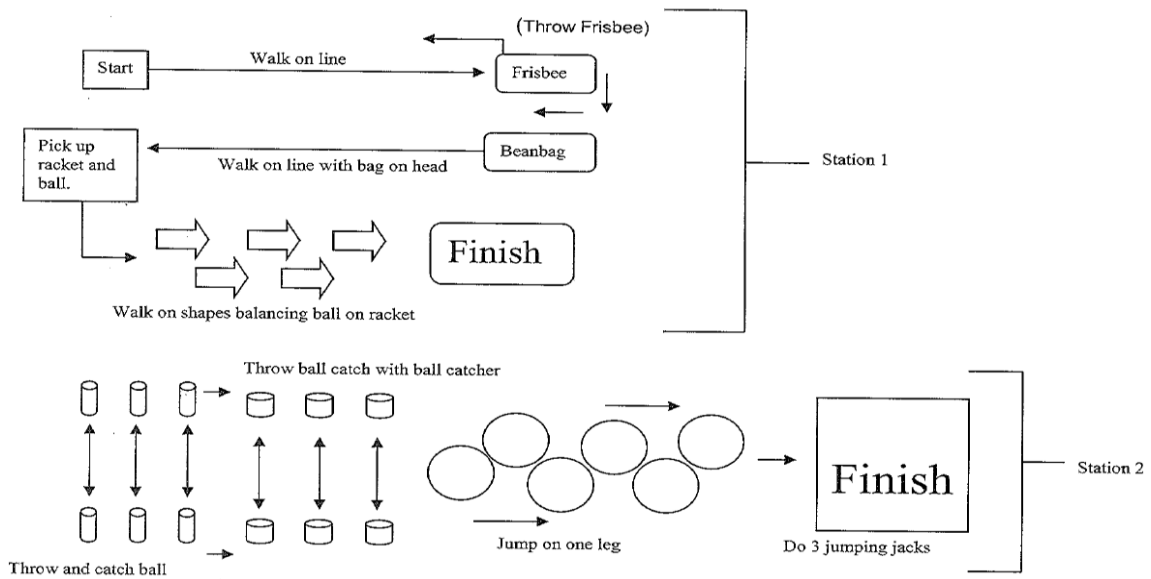 (Throw Frisbee)
Start
Walk on line
Frisbee
Pick up
racket and
ball.
Walk on line with bag on head
Beanbag
Station 1
Finish
Walk on shapes balancing ball on racket
Throw ball catch with ball catcher
Throw and catch ball
Jump on one leg
Finish
Do 3 jumping jacks
Station 2